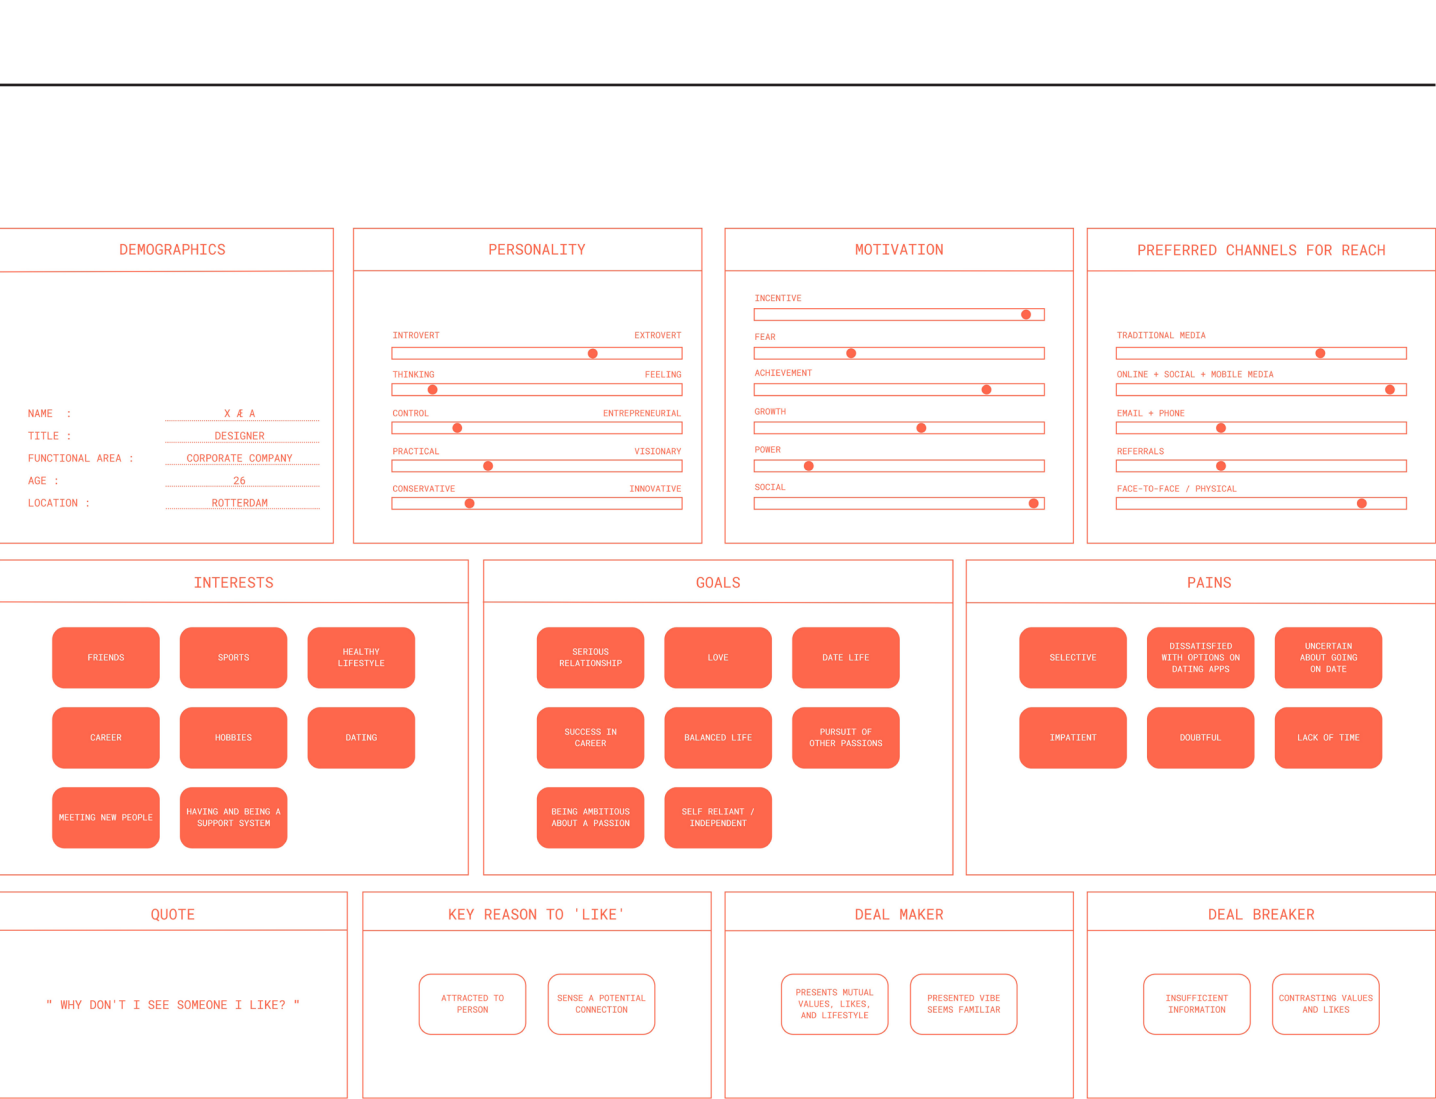 DEMOGRAPHICS
NAME :
X Æ A
TITLE :
DESIGNER
FUNCTIONAL AREA :
CORPORATE COMPANY
AGE :
26
LOCATION :
ROTTERDAM
PERSONALITY
INTROVERT
EXTROVERT
THINKING
FEELING
CONTROL
ENTREPRENEURIAL
PRACTICAL
VISIONARY
CONSERVATIVE
INNOVATIVE
MOTIVATION
INCENTIVE
FEAR
ACHIEVEMENT
GROWTH
POWER
SOCIAL
PREFERRED CHANNELS FOR REACH
TRADITIONAL MEDIA
ONLINE + SOCIAL + MOBILE MEDIA
EMAIL + PHONE
REFERRALS
FACE-TO-FACE / PHYSICAL
INTERESTS
FRIENDS
SPORTS
HEALTHY
LIFESTYLE
CAREER
HOBBIES
DATING
MEETING NEW PEOPLE
HAVING AND BEING A
SUPPORT SYSTEM
GOALS
SERIOUS
RELATIONSHIP
LOVE
DATE LIFE
SUCCESS IN
CAREER
BALANCED LIFE
PURSUIT OF
OTHER PASSIONS
BEING AMBITIOUS
ABOUT A PASSION
SELF RELIANT /
INDEPENDENT
PAINS
SELECTIVE
DISSATISFIED
WITH OPTIONS ON
DATING APPS
UNCERTAIN
ABOUT GOING
ON DATE
IMPATIENT
DOUBTFUL
LACK OF TIME
QUOTE
" WHY DON'T I SEE SOMEONE I LIKE? "
KEY REASON TO 'LIKE'
ATTRACTED TO
PERSON
SENSE A POTENTIAL
CONNECTION
DEAL MAKER
PRESENTS MUTUAL
VALUES, LIKES,
AND LIFESTYLE
PRESENTED VIBE
SEEMS FAMILIAR
DEAL BREAKER
INSUFFICIENT
INFORMATION
CONTRASTING VALUES
AND LIKES